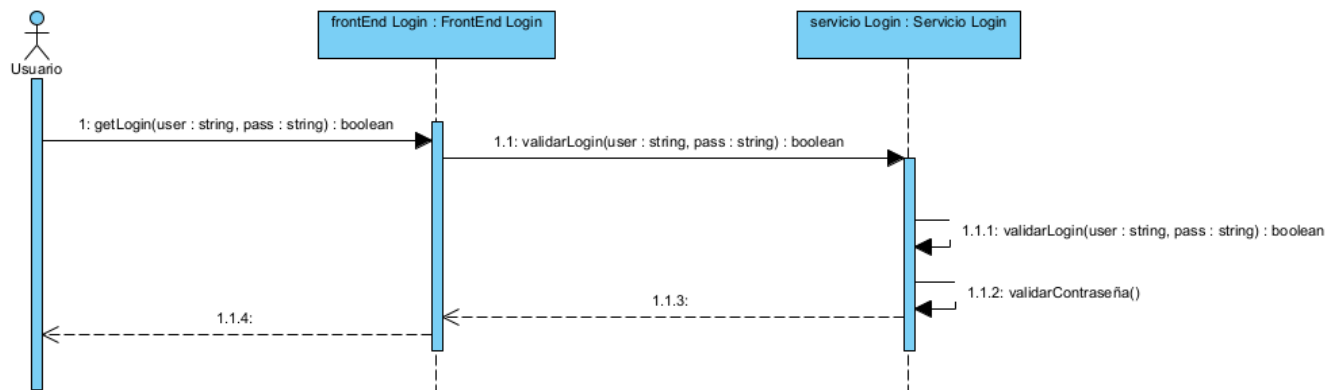 frontEnd Login : FrontEnd Login
servicio Login : Servicio Login
Usuario
1: getLogin(user : string, pass : string) : boolean
1.1: validarLogin(user : string, pass : string) : boolean
1.1.1: validarLogin(user : string, pass : string) : boolean
1.1.2: validarContraseña()
1.1.3:
1.1.4: